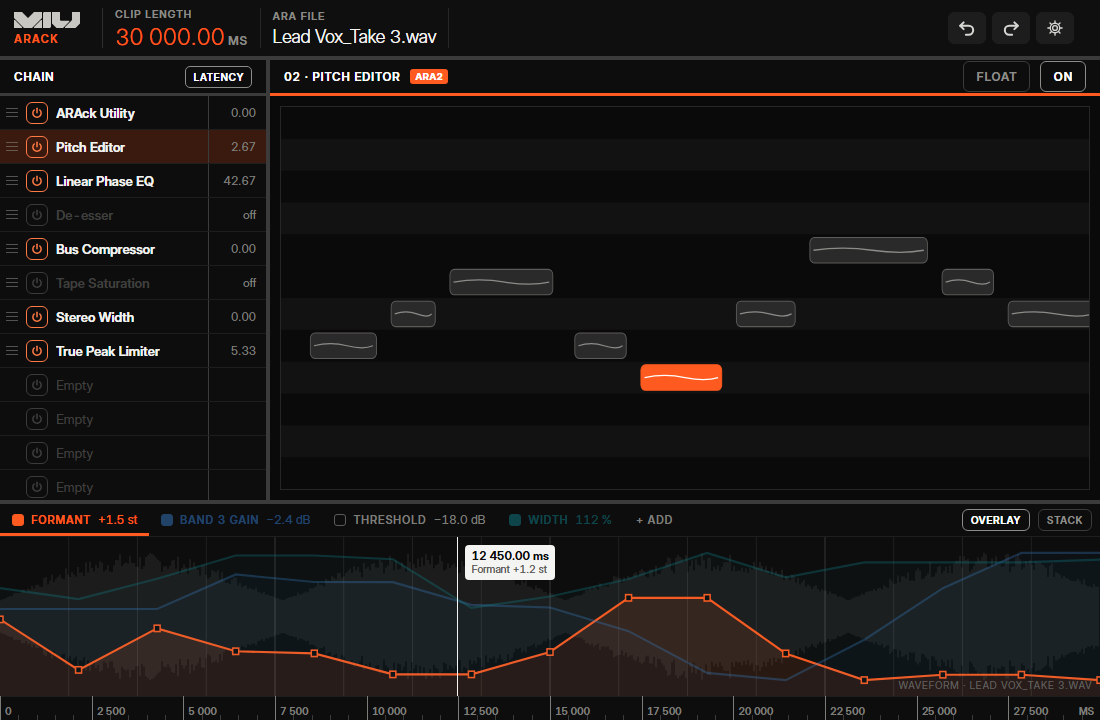 MIIJ
ARACK
CLIP LENGTH
30 000.00 MS
ARA FILE
Lead Vox_Take 3.wav
CHAIN
LATENCY
02 · PITCH EDITOR ARA2
FLOAT
ON
ARAck Utility 0.00
Pitch Editor 2.67
Linear Phase EQ 42.67
De-esser off
Bus Compressor 0.00
Tape Saturation off
Stereo Width 0.00
True Peak Limiter 5.33
Empty
Empty
Empty
Empty
FORMANT +1.5 st
BAND 3 GAIN −2.4 dB
THRESHOLD −18.0 dB
WIDTH 112 %
+ ADD
OVERLAY
STACK
12 450.00 ms
Formant +1.2 st
WAVEFORM · LEAD VOX_TAKE 3.WAV
0 2 500 5 000 7 500 10 000 12 500 15 000 17 500 20 000 22 500 25 000 27 500 MS